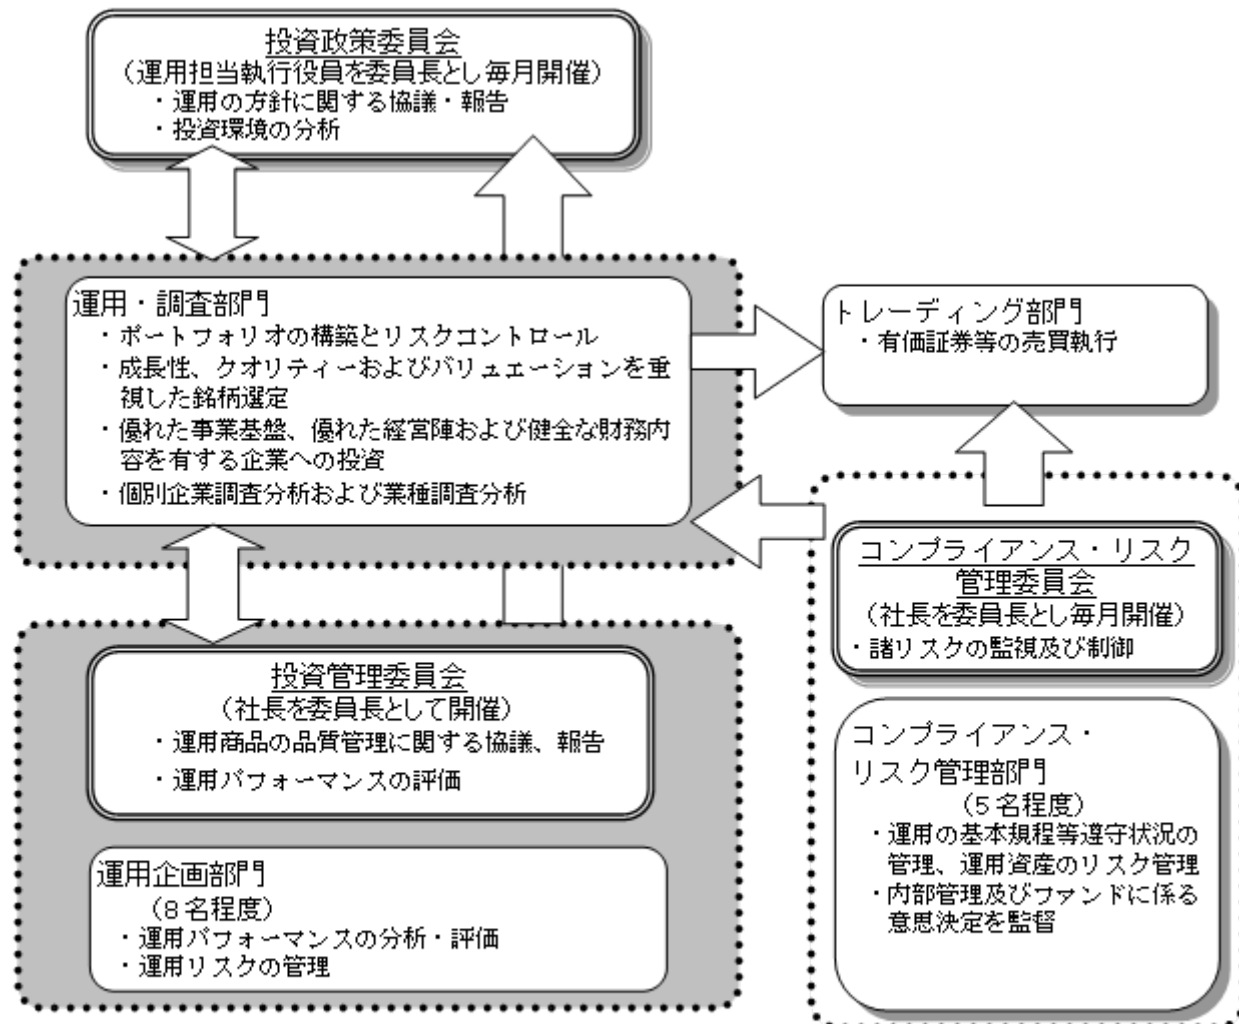 投資政策委員会
（運用担当執行役員を委員長とし毎月開催）
・運用の方針に関する協議・報告
・投資環境の分析
運用・調査部門
・ポートフォリオの構築とリスクコントロール
・成長性、クオリティーおよびバリュエーションを重
視した銘柄選定
・優れた事業基盤、優れた経営陣および健全な財務内
容を有する企業への投資
・個別企業調査分析および業種調査分析
トレーディング部門
・有価証券等の売買執行
コンプライアンス・リスク
管理委員会
（社長を委員長とし毎月開催）
・諸リスクの監視及び制御
投資管理委員会
（社長を委員長として開催）
・運用商品の品質管理に関する協議、報告
・運用パフォーマンスの評価
コンプライアンス・
リスク管理部門
（５名程度）
・運用の基本規程等遵守状況の
管理、運用資産のリスク管理
・内部管理及びファンドに係る
意思決定を監督
運用企画部門
（８名程度）
・運用パフォーマンスの分析・評価
・運用リスクの管理